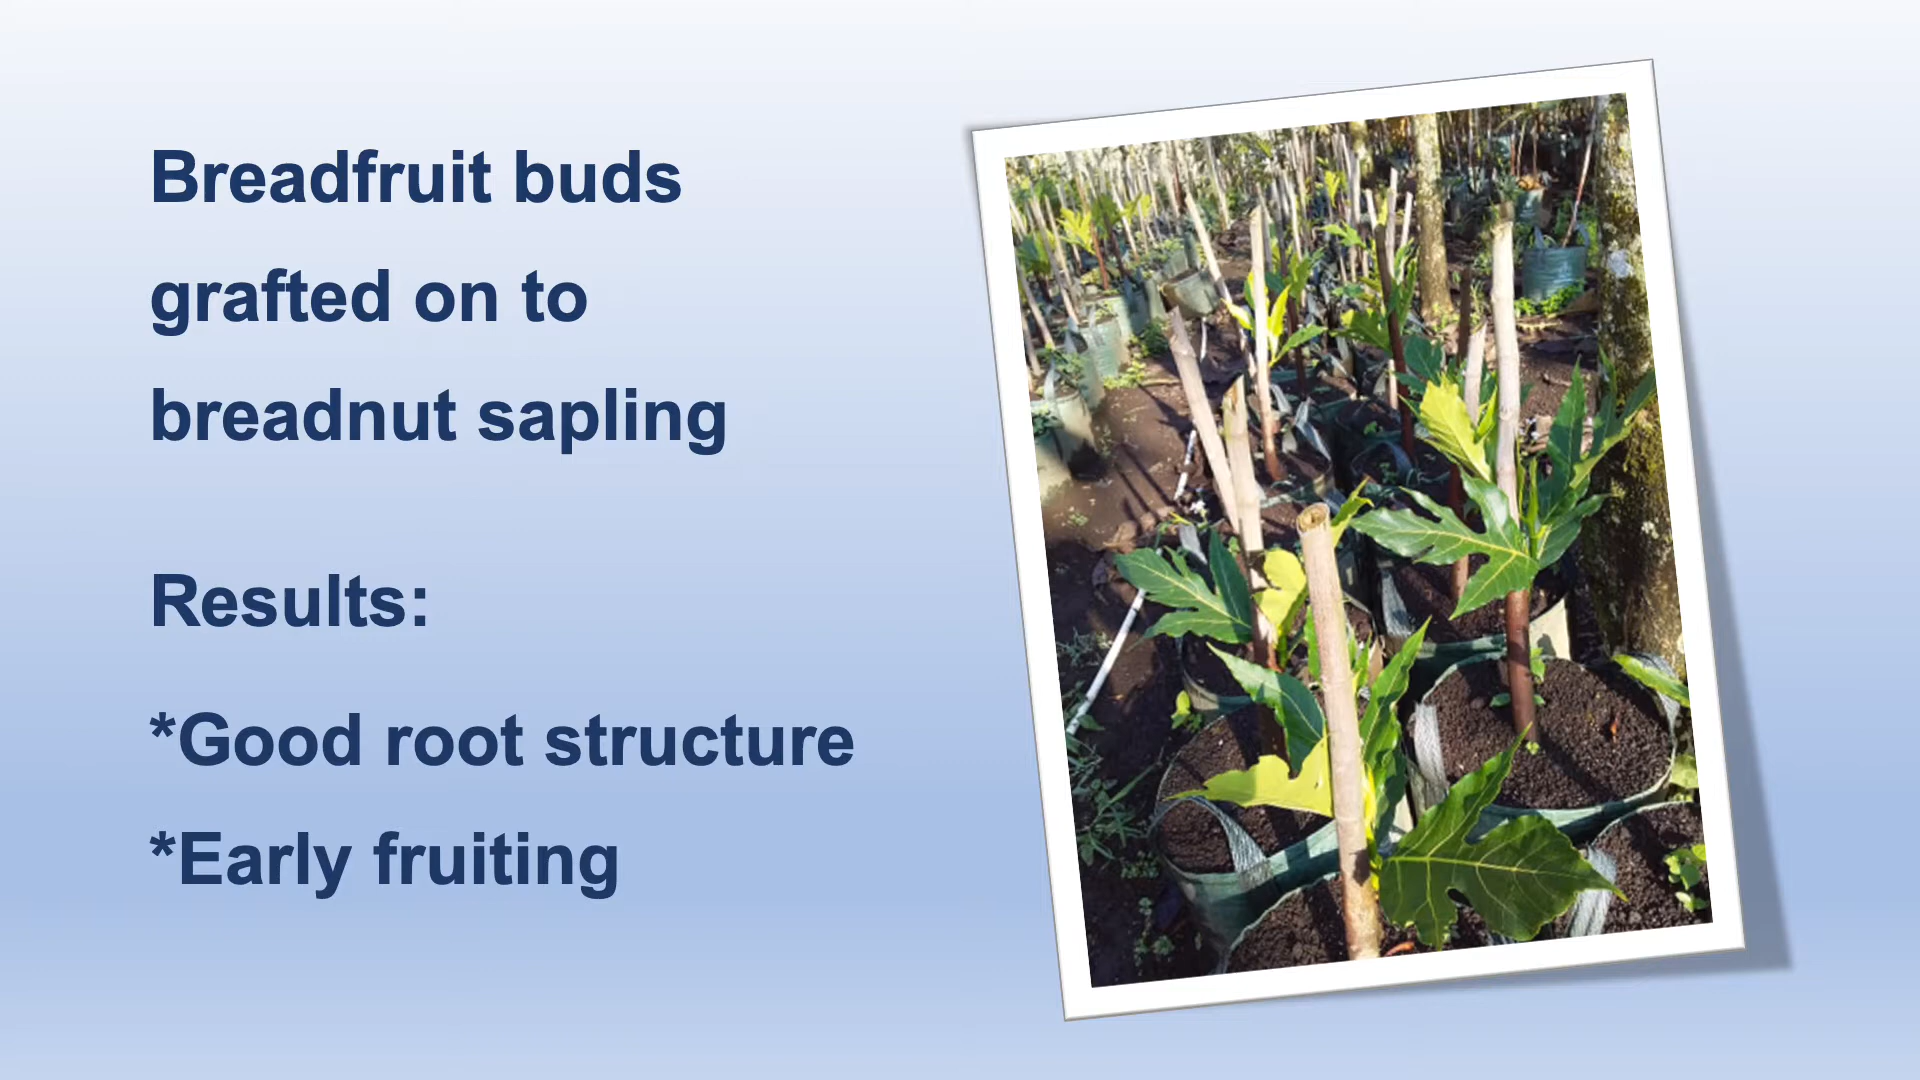 Breadfruit buds
grafted on to
breadnut sapling
Results:
*Good root structure
*Early fruiting